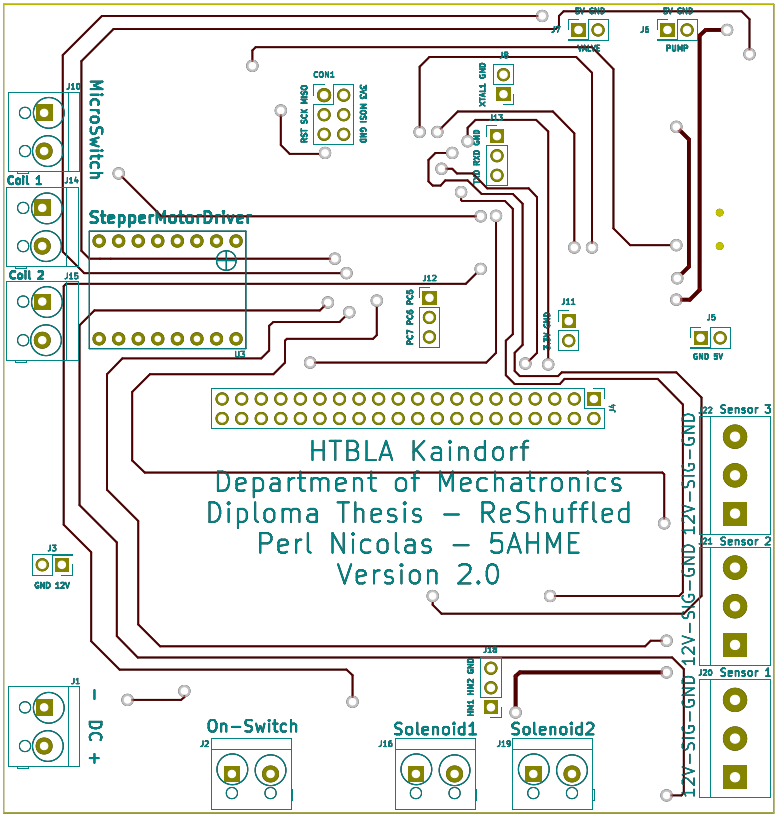 5V GND
J7
VALVE
5V GND
J6
PUMP
J10
MicroSwitch
CON1
RST SCK MISO
3V3 MOSI GND
XTAL1 GND
J13
TXD RXD GND
Coil 1
J14
StepperMotorDriver
Coil 2
J15
U3
J12
PC7 PC6 PC5
J11
3.3V GND
J5
GND 5V
J4
J22
Sensor 3
12V-SIG-GND
HTBLA Kaindorf
Department of Mechatronics
Diploma Thesis - ReShuffled
Perl Nicolas - 5AHME
Version 2.0
J3
GND 12V
J21
Sensor 2
12V-SIG-GND
J18
HN1 HN2 GND
J20
Sensor 1
12V-SIG-GND
J1
- DC +
On-Switch
J2
Solenoid1
J16
Solenoid2
J19